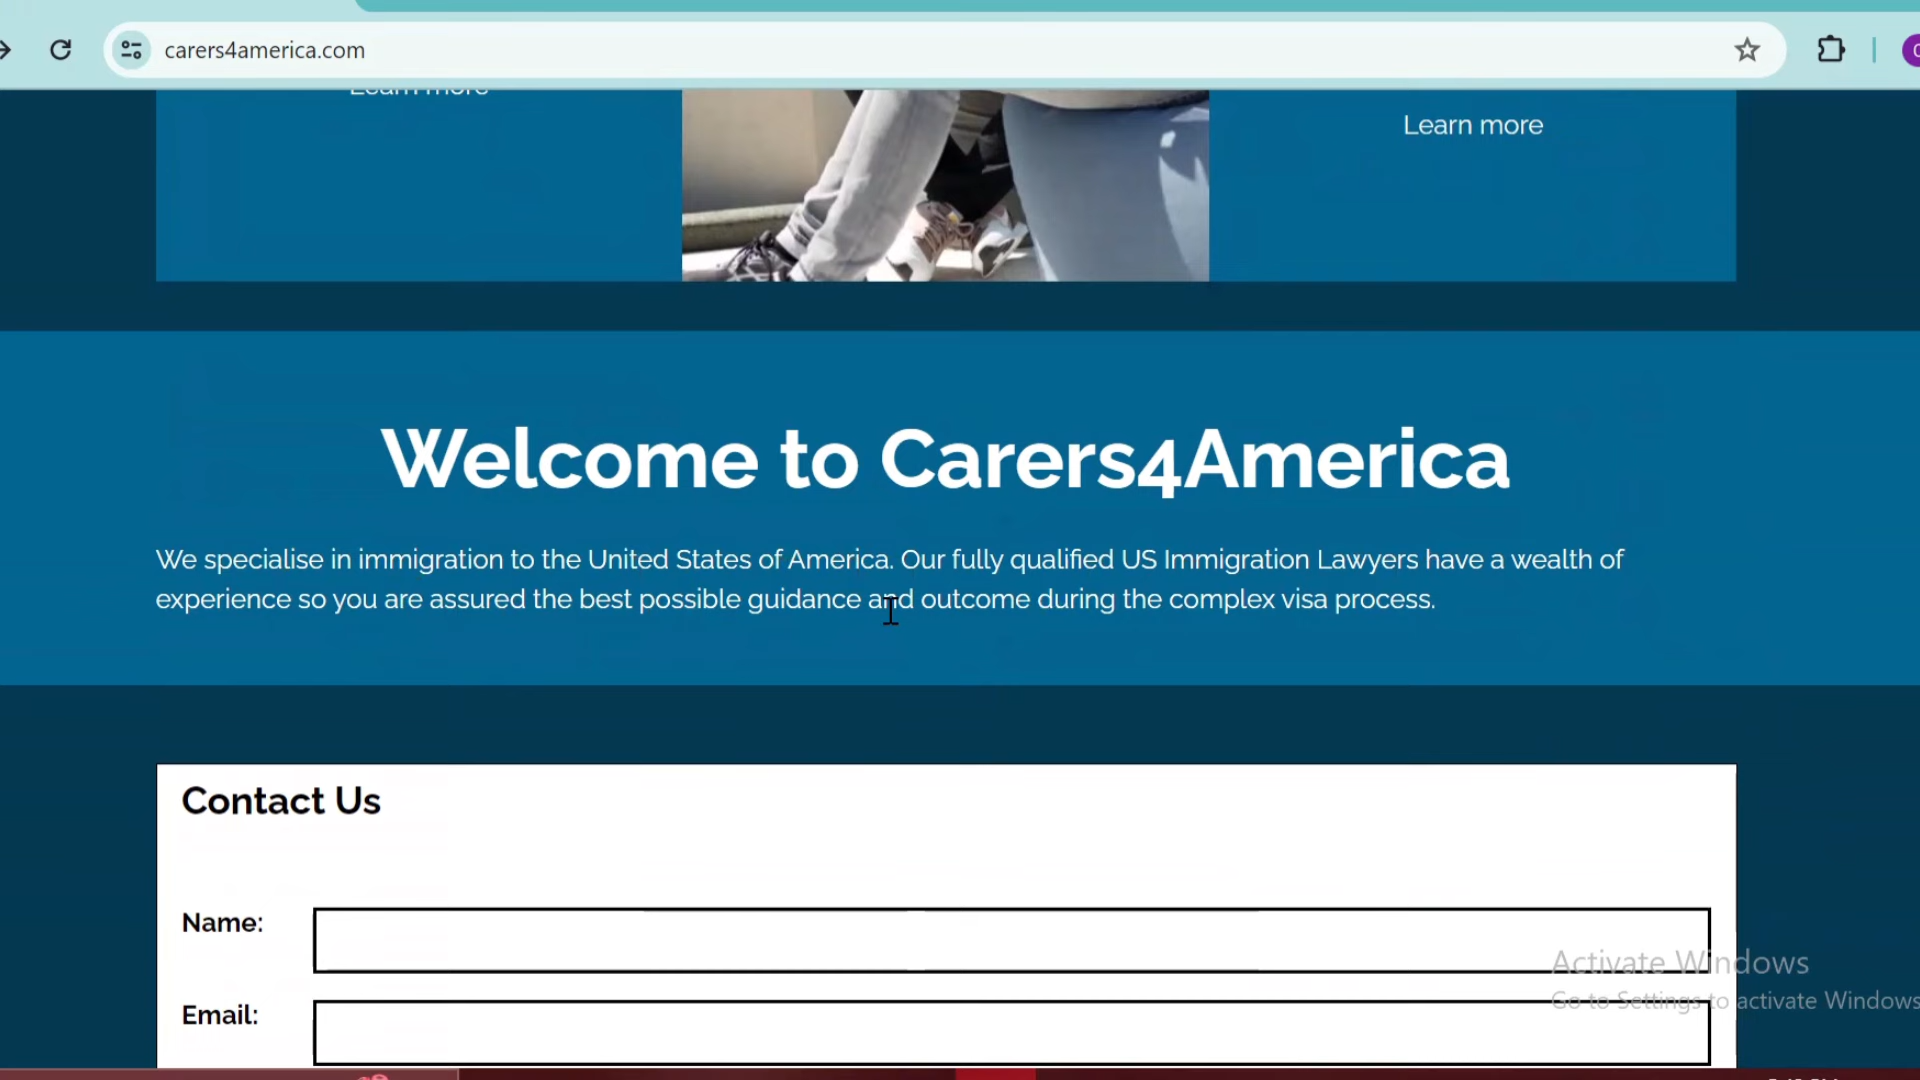 carers4america.com
Learn more
Learn more
Welcome to Carers4America
We specialise in immigration to the United States of America. Our fully qualified US Immigration Lawyers have a wealth of
experience so you are assured the best possible guidance and outcome during the complex visa process.
Contact Us
Name:
Email:
Activate Windows
Go to Settings to activate Windows